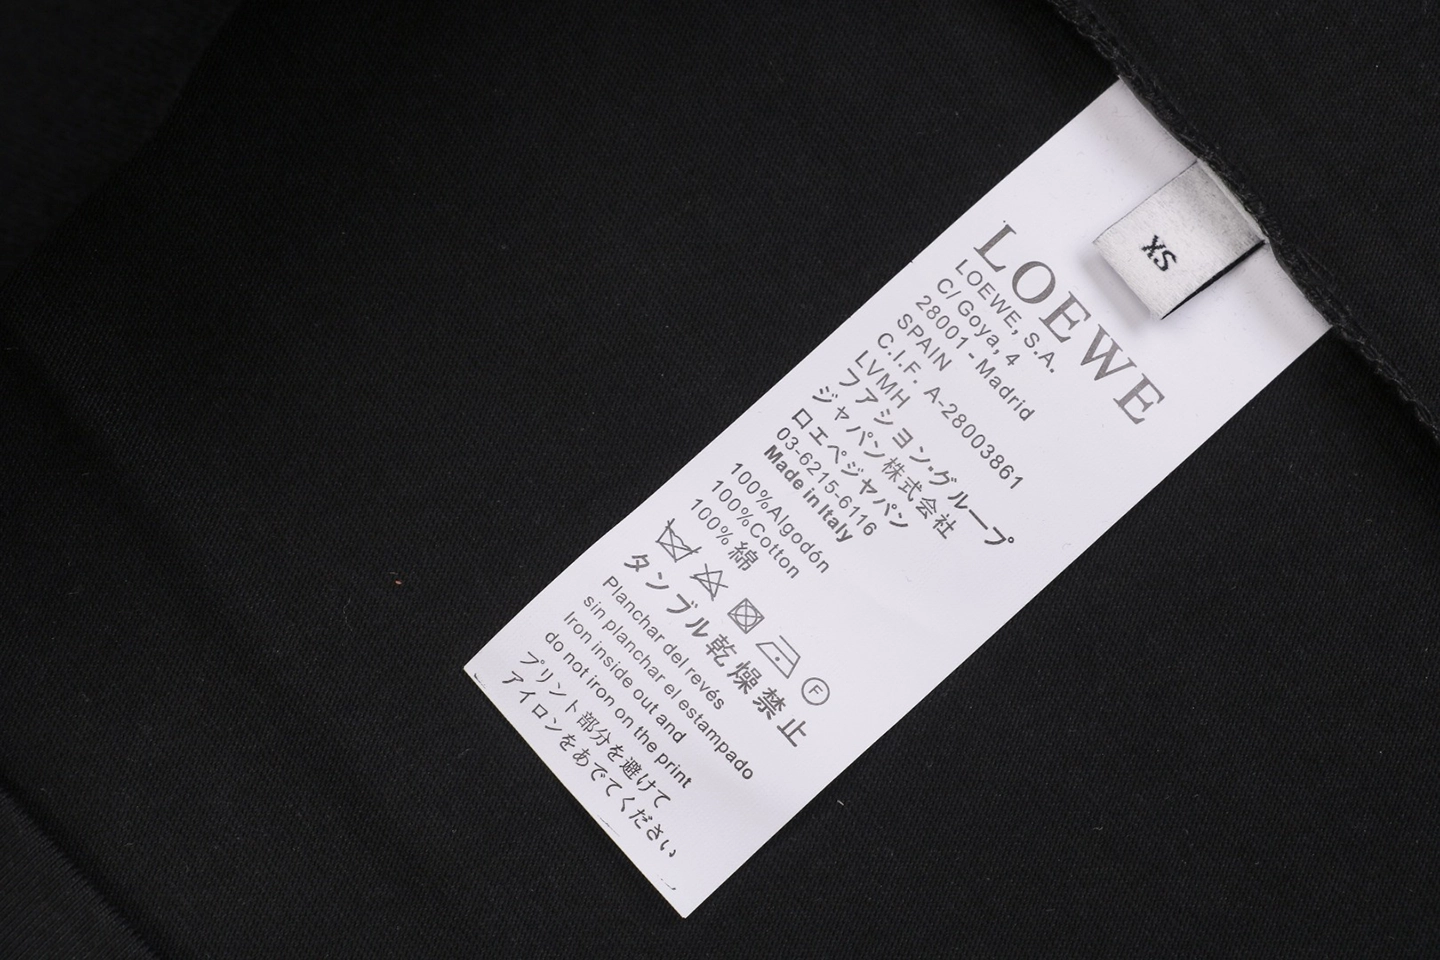 XS
LOEWE
LOEWE, S.A.
C/ Goya, 4
28001 - Madrid
SPAIN
C.I.F. A-28003861
LVMH
フアシヨン・グループ
ジャパン株式会社
ロエベジャパン
03-6215-6116
Made in Italy
100%Algodón
100%Cotton
100%綿
F
タンブル乾燥禁止
Planchar del revés
sin planchar el estampado
Iron inside out and
do not iron on the print
プリント部分を避けて
アイロンをあでてください